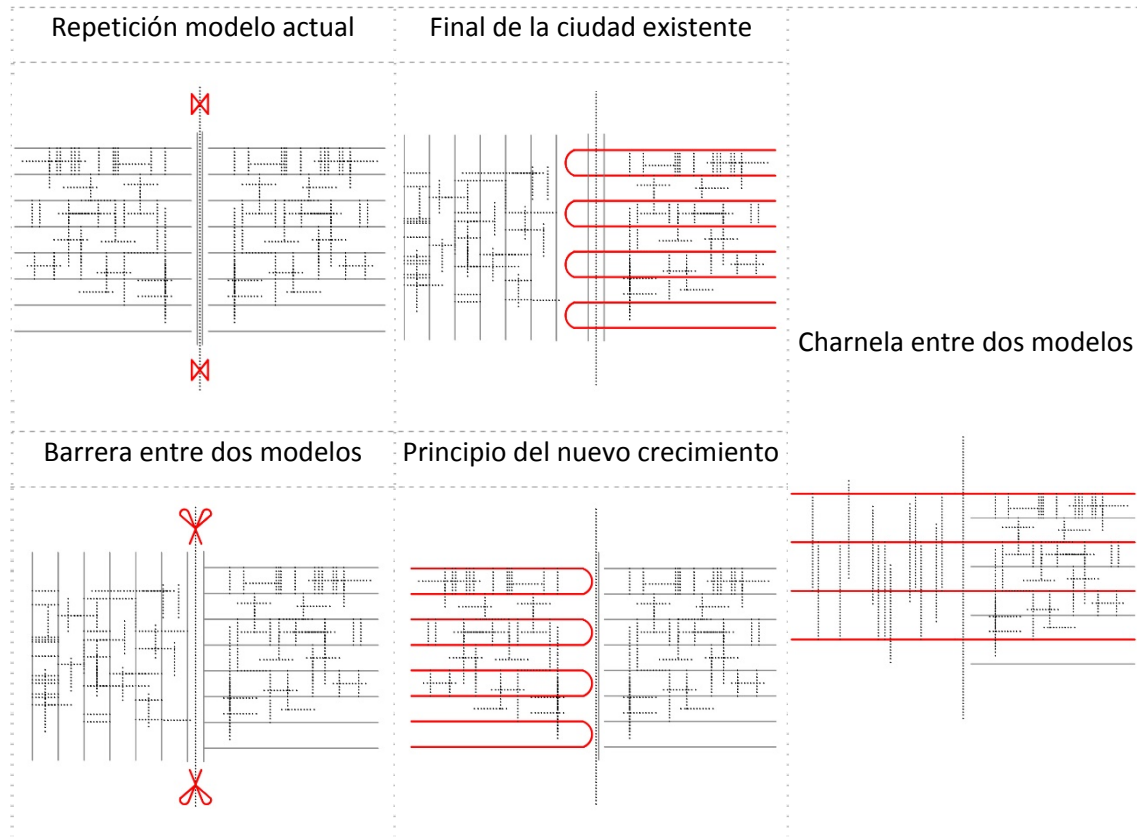 Repetición modelo actual
Final de la ciudad existente
Charnela entre dos modelos
Barrera entre dos modelos
Principio del nuevo crecimiento